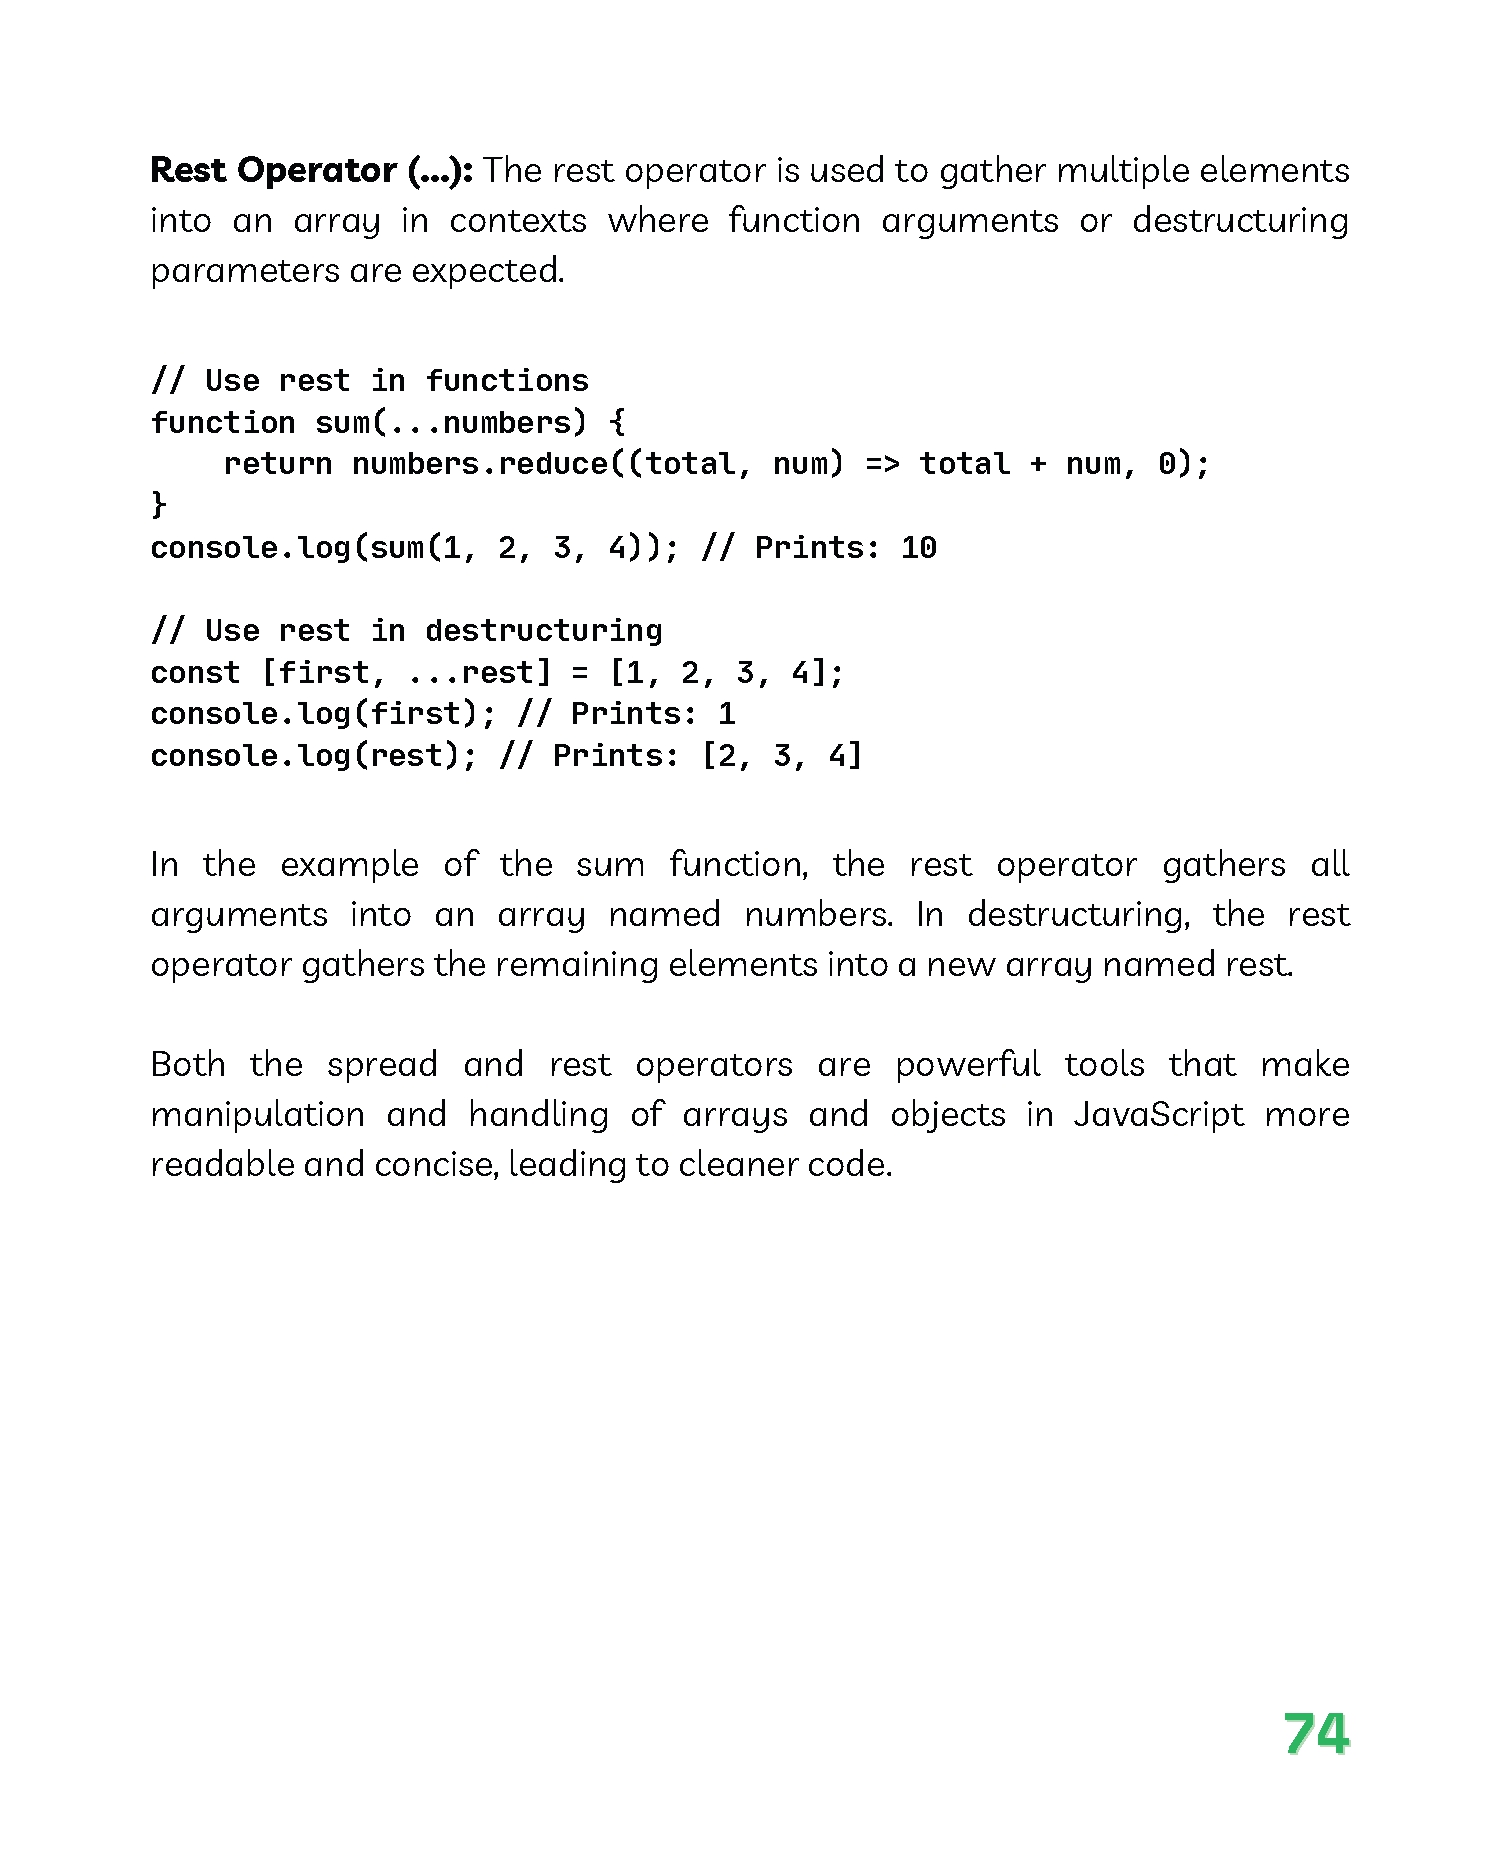 Rest Operator (...): The rest operator is used to gather multiple elements
into an array in contexts where function arguments or destructuring
parameters are expected.
// Use rest in functions
function sum(...numbers) {
    return numbers.reduce((total, num) => total + num, 0);
}
console.log(sum(1, 2, 3, 4)); // Prints: 10
// Use rest in destructuring
const [first, ...rest] = [1, 2, 3, 4];
console.log(first); // Prints: 1
console.log(rest); // Prints: [2, 3, 4]
In the example of the sum function, the rest operator gathers all
arguments into an array named numbers. In destructuring, the rest
operator gathers the remaining elements into a new array named rest.
Both the spread and rest operators are powerful tools that make
manipulation and handling of arrays and objects in JavaScript more
readable and concise, leading to cleaner code.
74